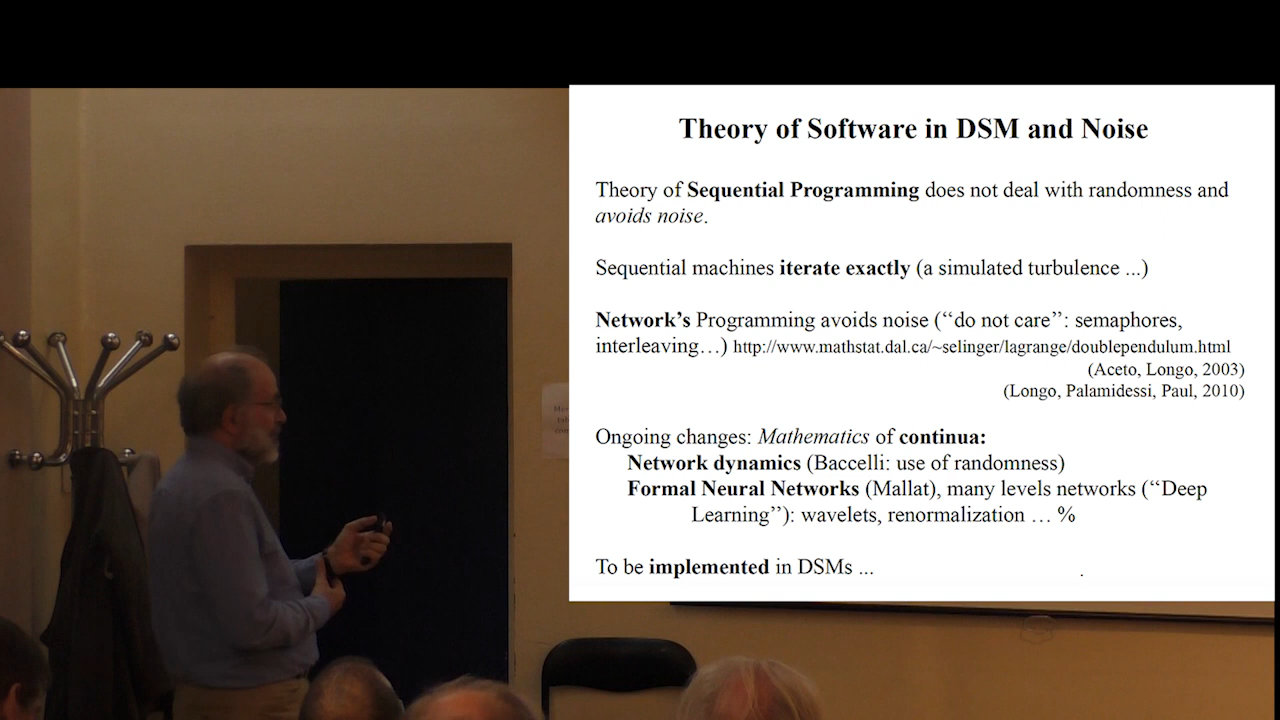 Theory of Software in DSM and Noise
Theory of Sequential Programming does not deal with randomness and
avoids noise.
Sequential machines iterate exactly (a simulated turbulence ...)
Network’s Programming avoids noise (‘‘do not care’’: semaphores,
interleaving…) http://www.mathstat.dal.ca/~selinger/lagrange/doublependulum.html
(Aceto, Longo, 2003)
(Longo, Palamidessi, Paul, 2010)
Ongoing changes: Mathematics of continua:
Network dynamics (Baccelli: use of randomness)
Formal Neural Networks (Mallat), many levels networks (‘‘Deep
Learning’’): wavelets, renormalization … %
To be implemented in DSMs ...